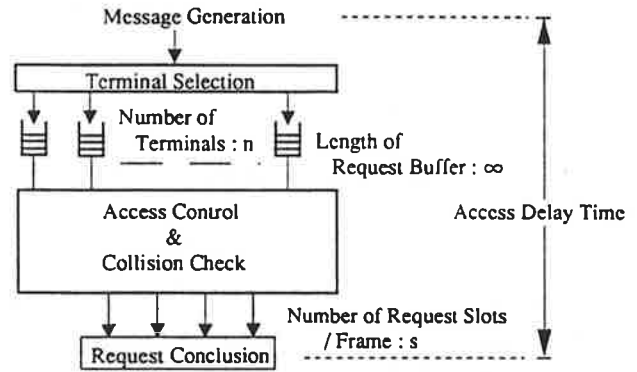 Message Generation
Terminal Selection
Number of
Terminals : n
Length of
Request Buffer : ∞
Access Control
&
Collision Check
Access Delay Time
Number of Request Slots
/ Frame : s
Request Conclusion